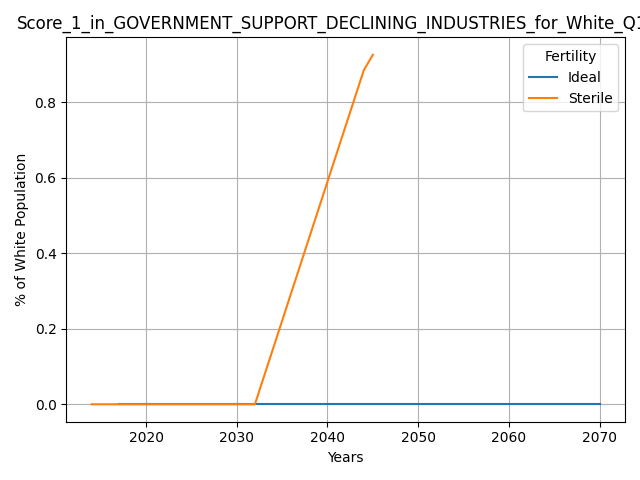 Score_1_in_GOVERNMENT_SUPPORT_DECLINING_INDUSTRIES_for_White_Q1
Fertility
Ideal
Sterile
% of White Population
0.8
0.6
0.4
0.2
0.0
2020 2030 2040 2050 2060 2070
Years